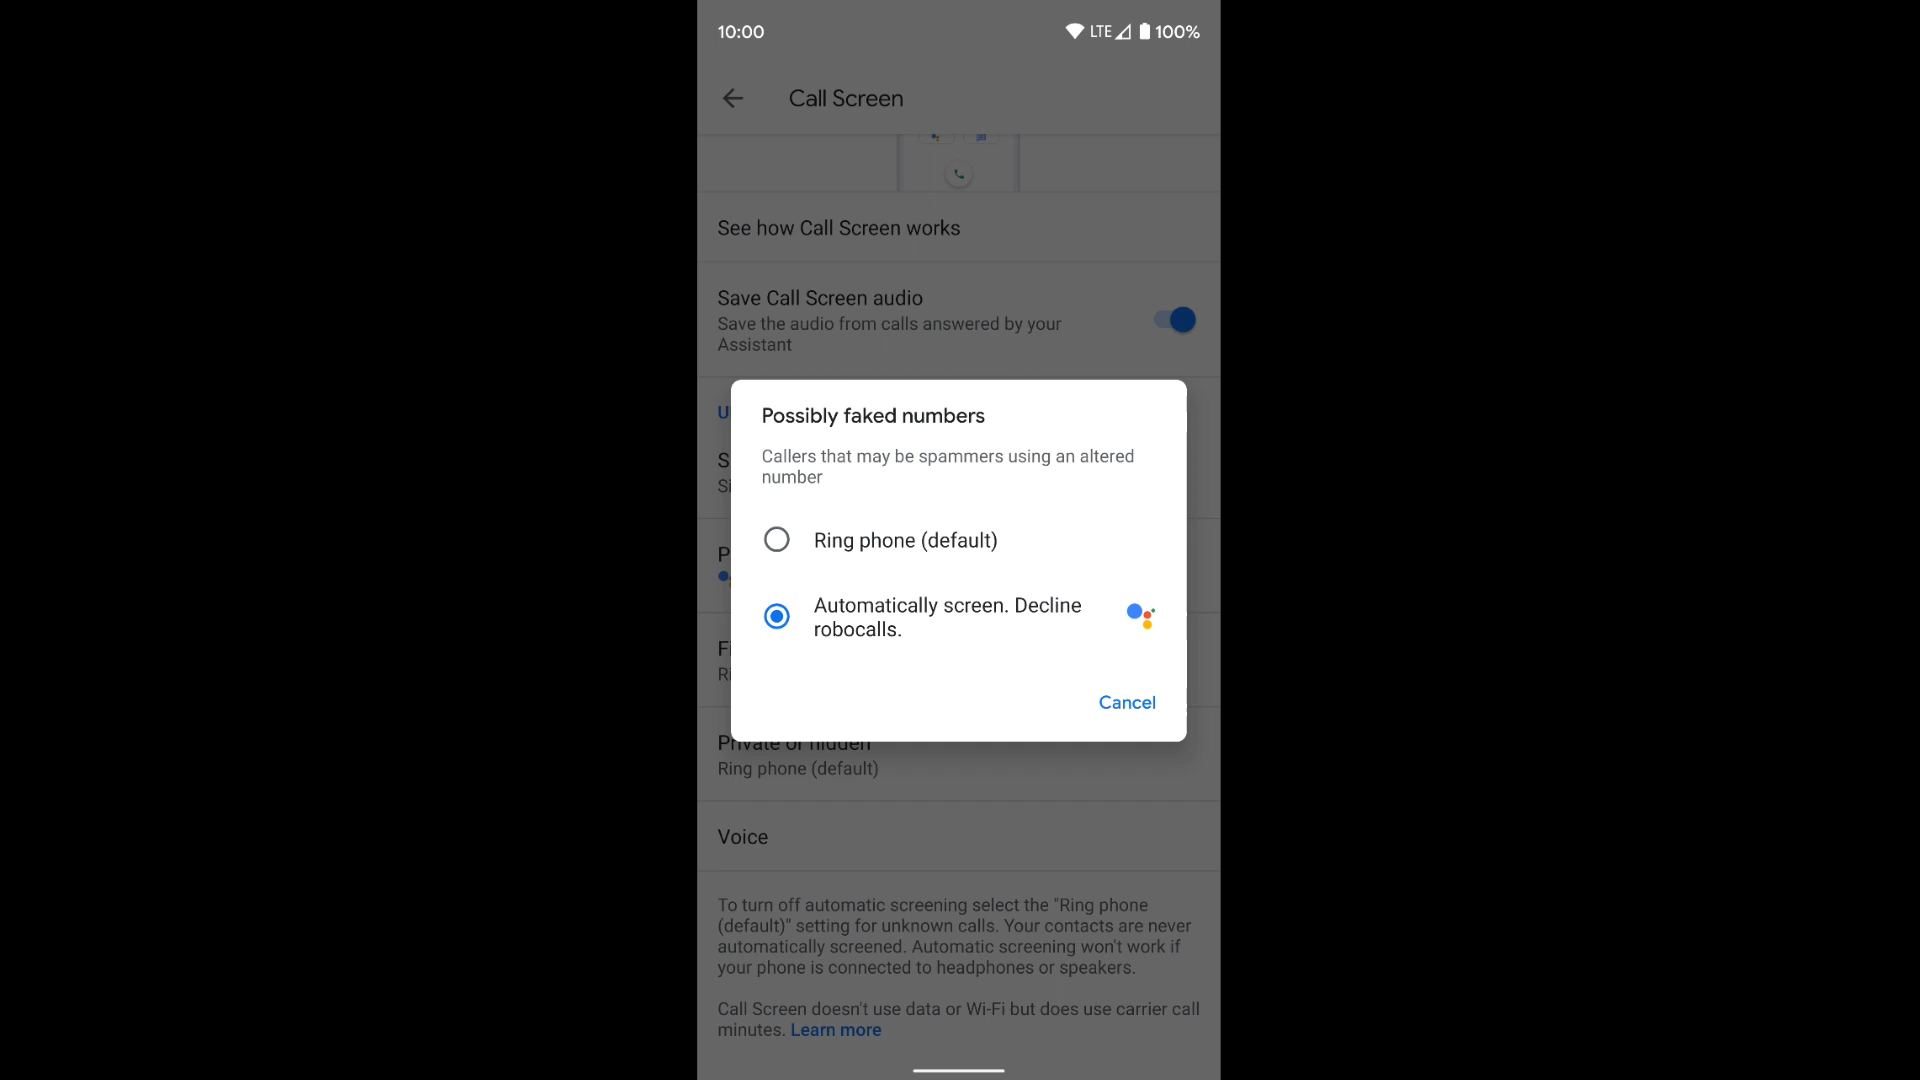 10:00 LTE 100%
Call Screen
See how Call Screen works
Save Call Screen audio
Save the audio from calls answered by your
Assistant
Possibly faked numbers
Callers that may be spammers using an altered
number
Ring phone (default)
Automatically screen. Decline
robocalls.
Cancel
Private or hidden
Ring phone (default)
Voice
To turn off automatic screening select the "Ring phone
(default)" setting for unknown calls. Your contacts are never
automatically screened. Automatic screening won't work if
your phone is connected to headphones or speakers.
Call Screen doesn't use data or Wi-Fi but does use carrier call
minutes. Learn more